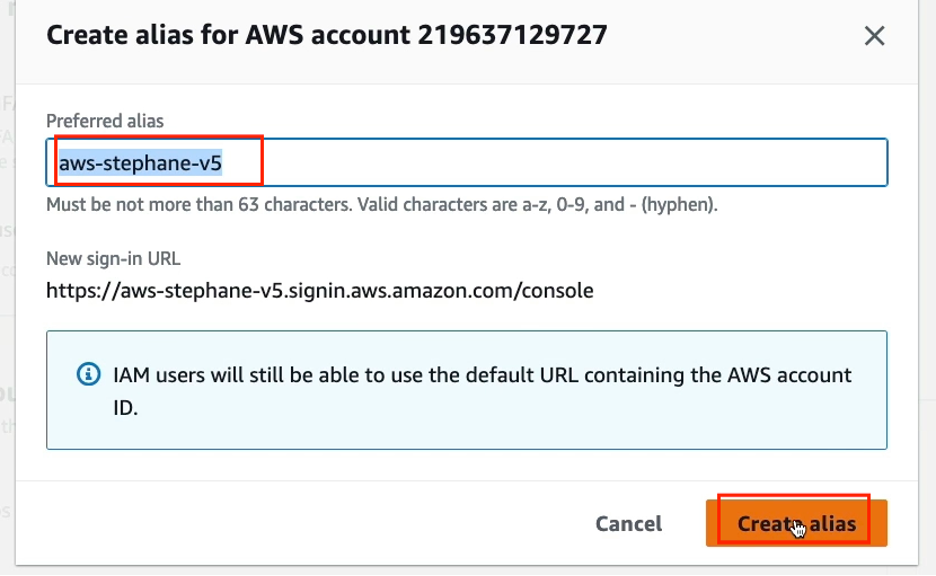 Create alias for AWS account 219637129727
Preferred alias
aws-stephane-v5
Must be not more than 63 characters. Valid characters are a-z, 0-9, and - (hyphen).
New sign-in URL
https://aws-stephane-v5.signin.aws.amazon.com/console
IAM users will still be able to use the default URL containing the AWS account
ID.
Cancel
Create alias